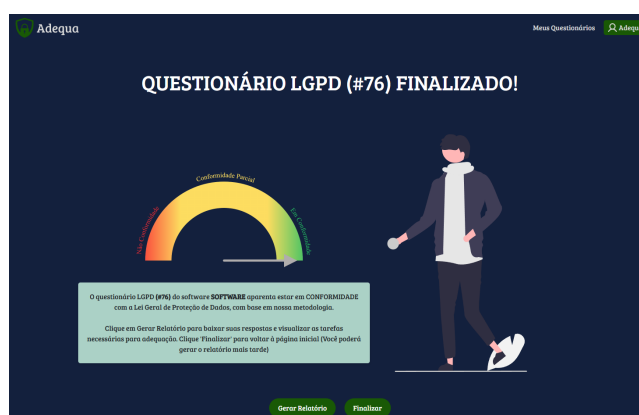 Adequa
Meus Questionários
Adequ
QUESTIONÁRIO LGPD (#76) FINALIZADO!
Não Conformidade
Conformidade Parcial
Em Conformidade
O questionário LGPD (#76) do software SOFTWARE aparenta estar em CONFORMIDADE
com a Lei Geral de Proteção de Dados, com base em nossa metodologia.
Clique em Gerar Relatório para baixar suas respostas e visualizar as tarefas
necessárias para adequação. Clique 'Finalizar' para voltar à página inicial (Você poderá
gerar o relatório mais tarde)
Gerar Relatório
Finalizar